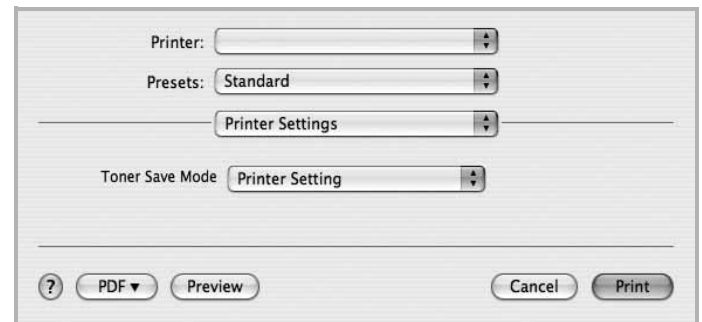 Printer:
Presets: Standard
Printer Settings
Toner Save Mode Printer Setting
? PDF▼ Preview Cancel Print